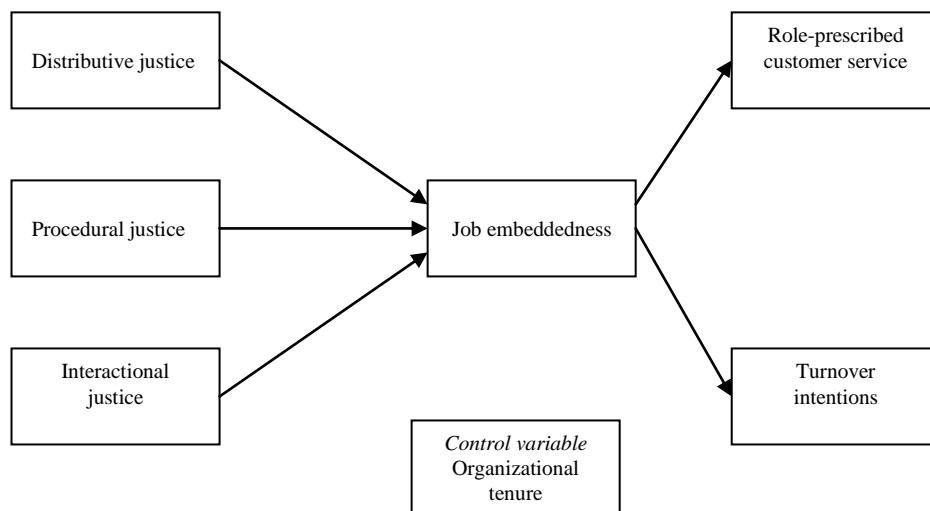 Distributive justice
Role-prescribed
customer service
Procedural justice
Job embeddedness
Interactional
justice
Turnover
intentions
Control variable
Organizational
tenure